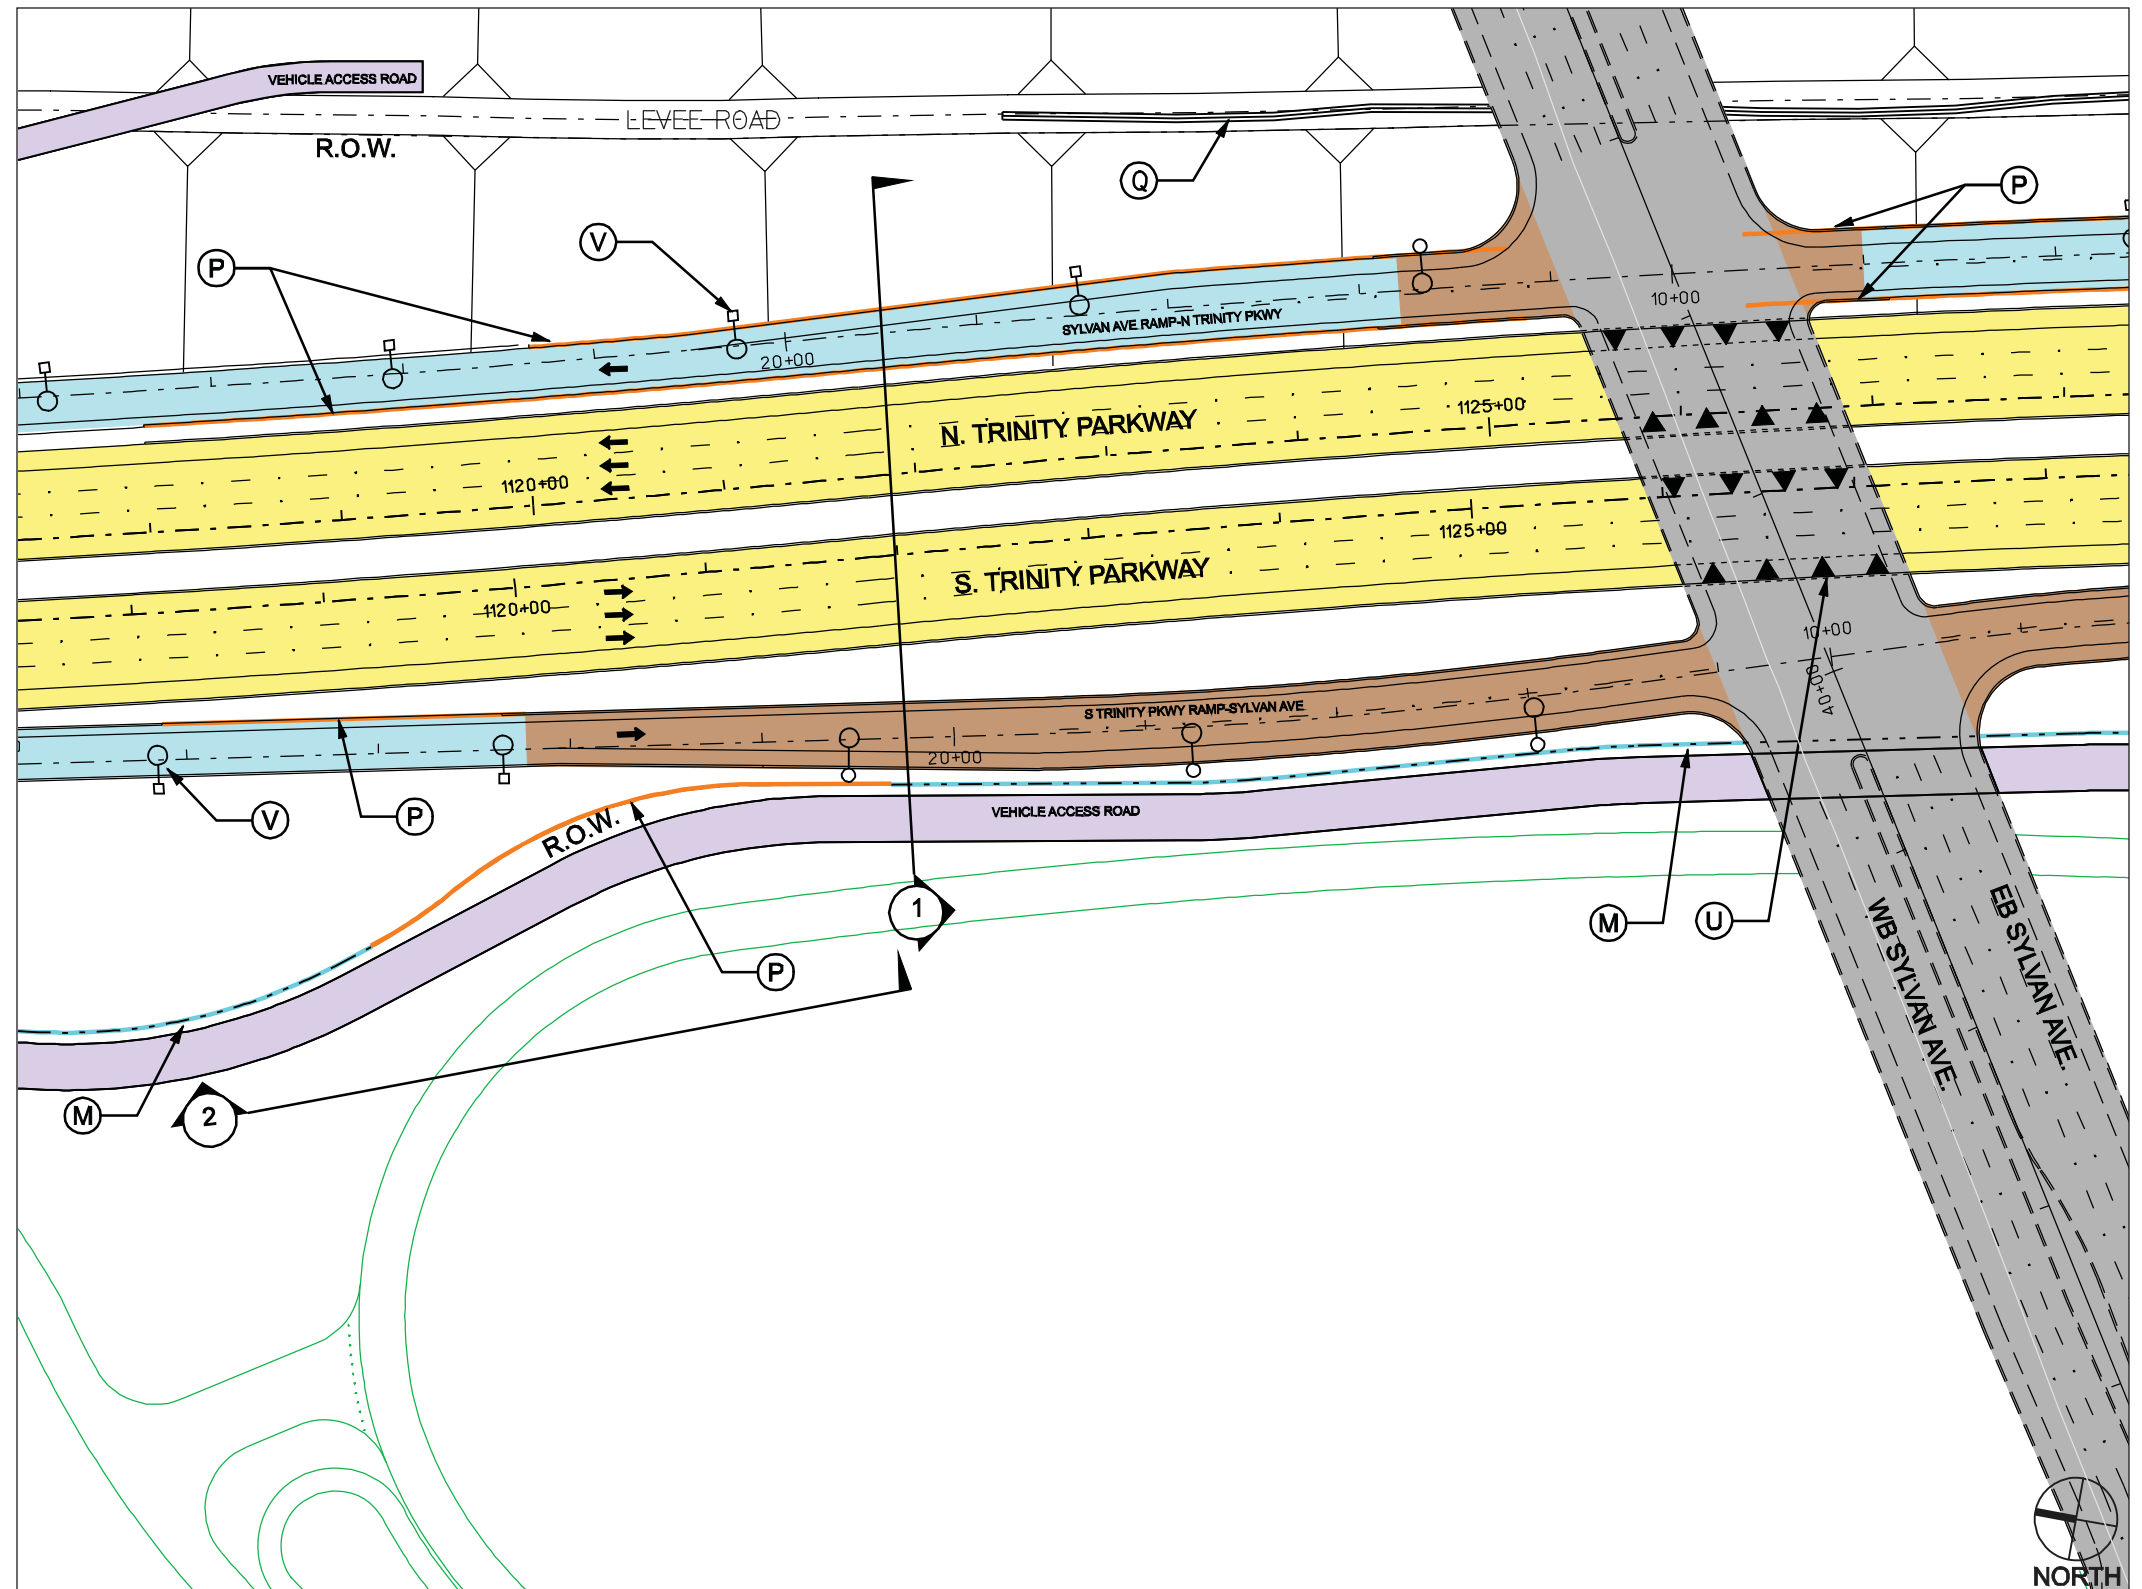 VEHICLE ACCESS ROAD
LEVEE ROAD
R.O.W.
Q
P
V
P
10+00
SYLVAN AVE RAMP-N TRINITY PKWY
20+00
N. TRINITY PARKWAY
1125+00
1120+00
1125+00
S. TRINITY PARKWAY
1120+00
10+00
40+00
S TRINITY PKWY RAMP-SYLVAN AVE
20+00
V
P
VEHICLE ACCESS ROAD
R.O.W.
1
M
U
WB SYLVAN AVE.
EB SYLVAN AVE.
P
M
2
NORTH